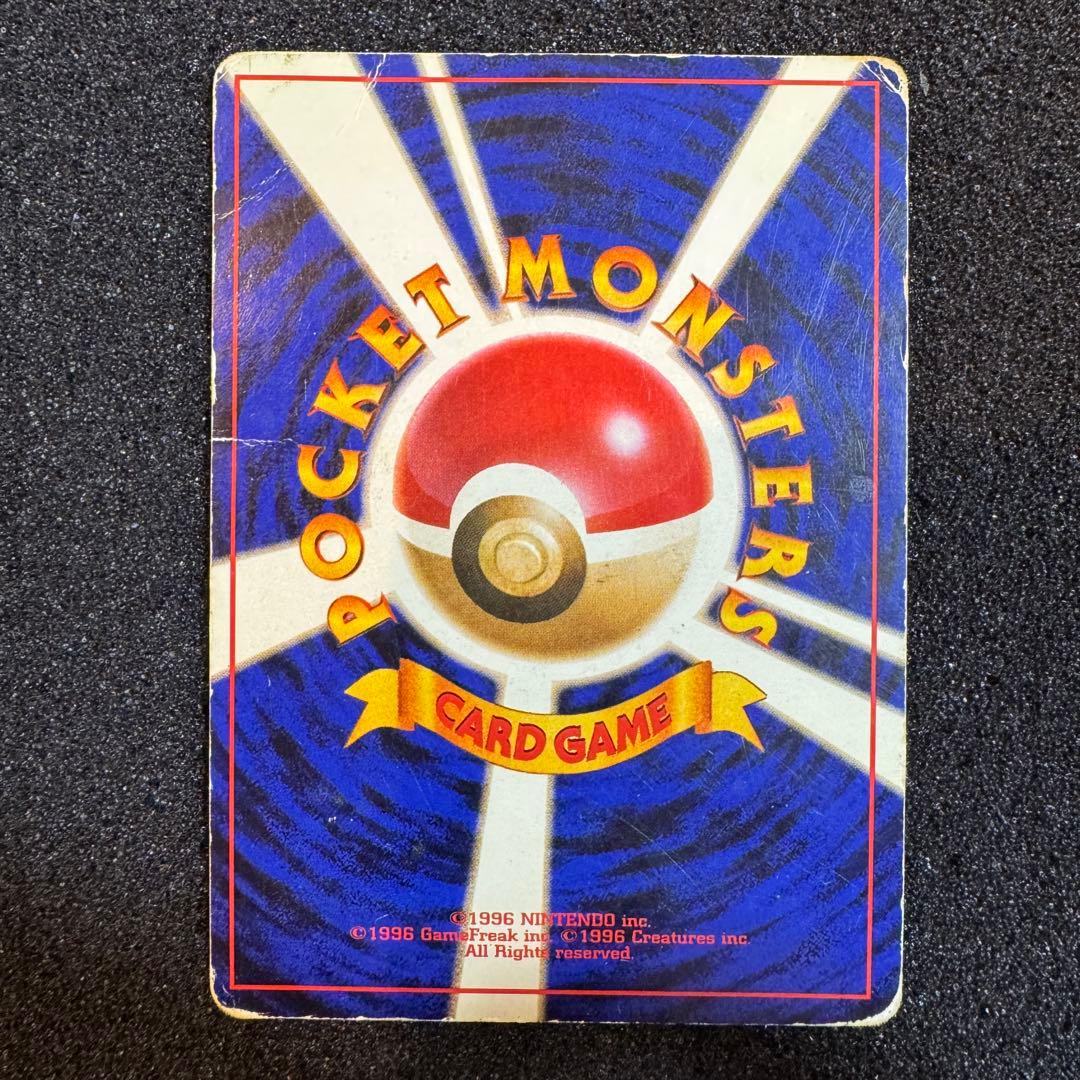 POCKET MONSTERS
CARD GAME
©1996 NINTENDO inc.
©1996 GameFreak inc. ©1996 Creatures inc.
All Rights reserved.